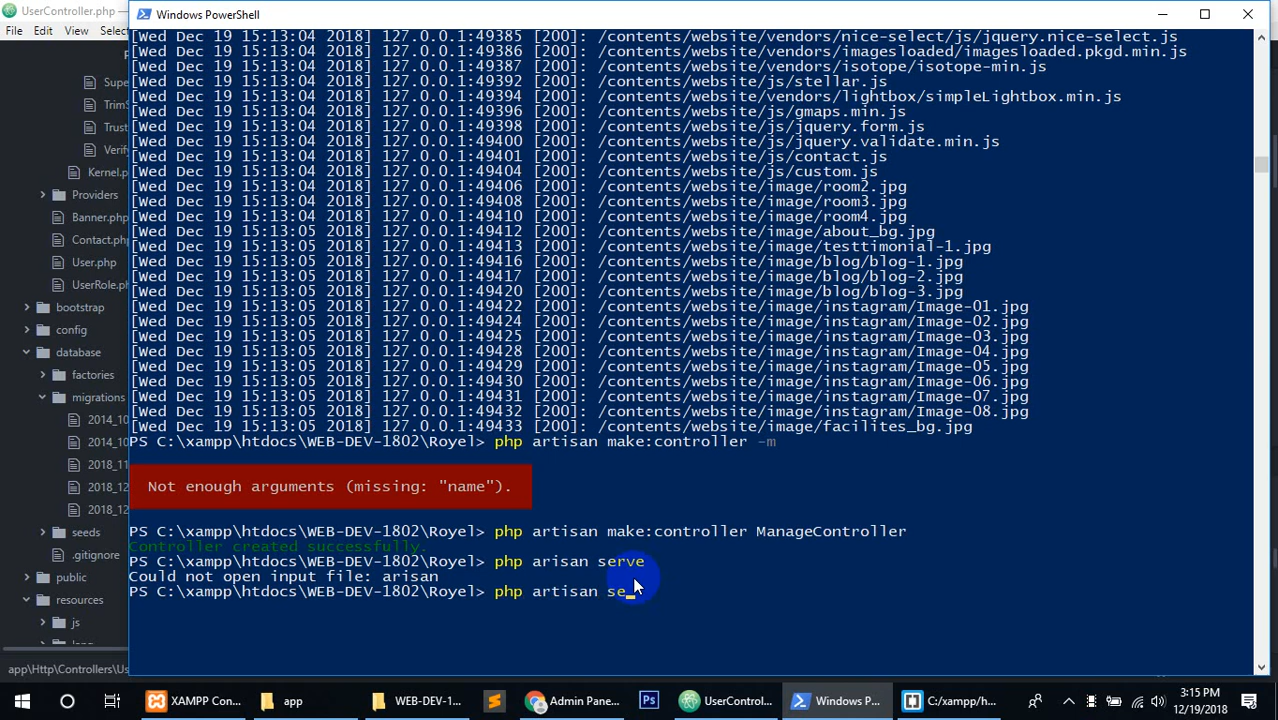 UserController.php
File
Edit
View
Select
Windows PowerShell
Supe
TrimS
Trust
Verify
Kernel.p
Providers
Banner.php
Contact.php
User.php
UserRole.ph
bootstrap
config
database
factories
migrations
2014_10
2014_10
2018_11
2018_12
2018_12
seeds
.gitignore
public
resources
js
app\Http\Controllers\Us
[Wed Dec 19 15:13:04 2018] 127.0.0.1:49385 [200]: /contents/website/vendors/nice-select/js/jquery.nice-select.js
[Wed Dec 19 15:13:04 2018] 127.0.0.1:49386 [200]: /contents/website/vendors/imagesloaded/imagesloaded.pkgd.min.js
[Wed Dec 19 15:13:04 2018] 127.0.0.1:49387 [200]: /contents/website/vendors/isotope/isotope-min.js
[Wed Dec 19 15:13:04 2018] 127.0.0.1:49392 [200]: /contents/website/js/stellar.js
[Wed Dec 19 15:13:04 2018] 127.0.0.1:49394 [200]: /contents/website/vendors/lightbox/simpleLightbox.min.js
[Wed Dec 19 15:13:04 2018] 127.0.0.1:49396 [200]: /contents/website/js/gmaps.min.js
[Wed Dec 19 15:13:04 2018] 127.0.0.1:49398 [200]: /contents/website/js/jquery.form.js
[Wed Dec 19 15:13:04 2018] 127.0.0.1:49400 [200]: /contents/website/js/jquery.validate.min.js
[Wed Dec 19 15:13:04 2018] 127.0.0.1:49401 [200]: /contents/website/js/contact.js
[Wed Dec 19 15:13:04 2018] 127.0.0.1:49404 [200]: /contents/website/js/custom.js
[Wed Dec 19 15:13:04 2018] 127.0.0.1:49406 [200]: /contents/website/image/room2.jpg
[Wed Dec 19 15:13:04 2018] 127.0.0.1:49408 [200]: /contents/website/image/room3.jpg
[Wed Dec 19 15:13:04 2018] 127.0.0.1:49410 [200]: /contents/website/image/room4.jpg
[Wed Dec 19 15:13:05 2018] 127.0.0.1:49412 [200]: /contents/website/image/about_bg.jpg
[Wed Dec 19 15:13:05 2018] 127.0.0.1:49413 [200]: /contents/website/image/testtimonial-1.jpg
[Wed Dec 19 15:13:05 2018] 127.0.0.1:49416 [200]: /contents/website/image/blog/blog-1.jpg
[Wed Dec 19 15:13:05 2018] 127.0.0.1:49417 [200]: /contents/website/image/blog/blog-2.jpg
[Wed Dec 19 15:13:05 2018] 127.0.0.1:49420 [200]: /contents/website/image/blog/blog-3.jpg
[Wed Dec 19 15:13:05 2018] 127.0.0.1:49422 [200]: /contents/website/image/instagram/Image-01.jpg
[Wed Dec 19 15:13:05 2018] 127.0.0.1:49424 [200]: /contents/website/image/instagram/Image-02.jpg
[Wed Dec 19 15:13:05 2018] 127.0.0.1:49425 [200]: /contents/website/image/instagram/Image-03.jpg
[Wed Dec 19 15:13:05 2018] 127.0.0.1:49428 [200]: /contents/website/image/instagram/Image-04.jpg
[Wed Dec 19 15:13:05 2018] 127.0.0.1:49429 [200]: /contents/website/image/instagram/Image-05.jpg
[Wed Dec 19 15:13:05 2018] 127.0.0.1:49430 [200]: /contents/website/image/instagram/Image-06.jpg
[Wed Dec 19 15:13:05 2018] 127.0.0.1:49431 [200]: /contents/website/image/instagram/Image-07.jpg
[Wed Dec 19 15:13:05 2018] 127.0.0.1:49432 [200]: /contents/website/image/instagram/Image-08.jpg
[Wed Dec 19 15:13:05 2018] 127.0.0.1:49433 [200]: /contents/website/image/facilites_bg.jpg
PS C:\xampp\htdocs\WEB-DEV-1802\Royel> php artisan make:controller -m
Not enough arguments (missing: "name").
PS C:\xampp\htdocs\WEB-DEV-1802\Royel> php artisan make:controller ManageController
Controller created successfully.
PS C:\xampp\htdocs\WEB-DEV-1802\Royel> php arisan serve
Could not open input file: arisan
PS C:\xampp\htdocs\WEB-DEV-1802\Royel> php artisan se_
XAMPP Con...
app
WEB-DEV-1...
Admin Pane...
UserControl...
Windows P...
C:/xampp/h...
3:15 PM
12/19/2018